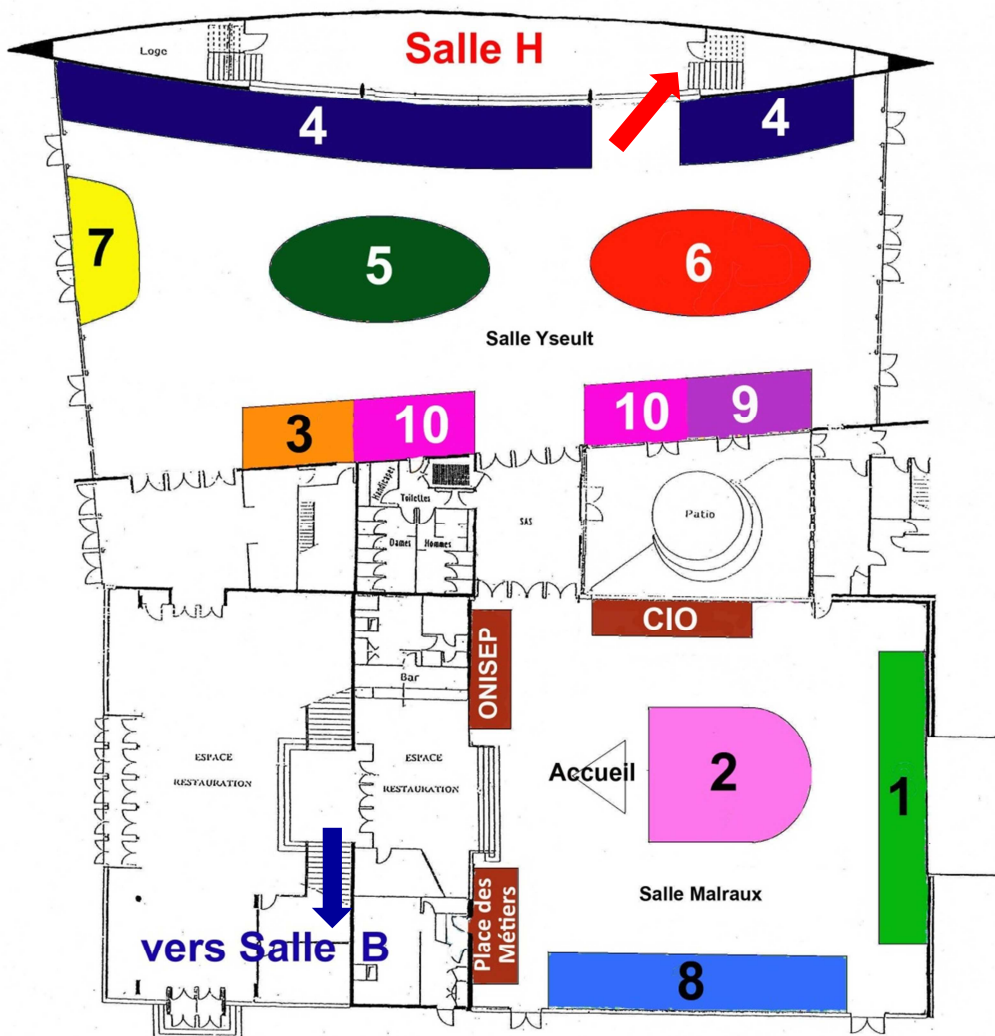 Loge
Salle H
4
4
7
5
6
Salle Yseult
3
10
10
9
Handicapés
Toilettes
Dames
Hommes
SAS
Patio
ONISEP
CIO
Bar
ESPACE
RESTAURATION
ESPACE
RESTAURATION
Accueil
2
1
Place des
Métiers
Salle Malraux
vers Salle B
8